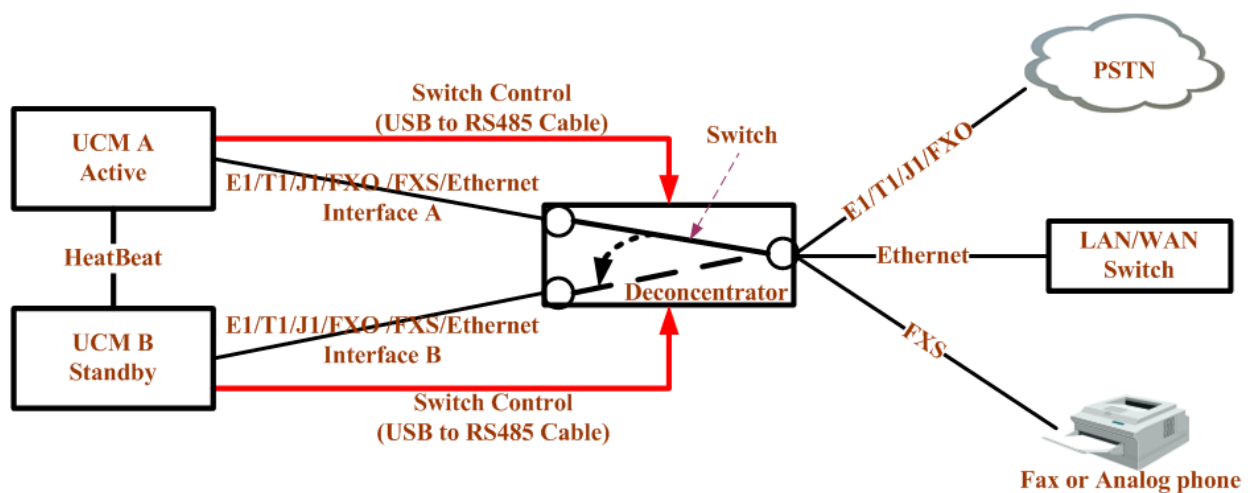 PSTN
Switch Control
(USB to RS485 Cable)
Switch
UCM A
Active
E1/T1/J1/FXO /FXS/Ethernet
Interface A
E1/T1/J1/FXO
HeatBeat
Ethernet
LAN/WAN
Switch
Deconcentrator
UCM B
Standby
E1/T1/J1/FXO /FXS/Ethernet
Interface B
FXS
Switch Control
(USB to RS485 Cable)
Fax or Analog phone